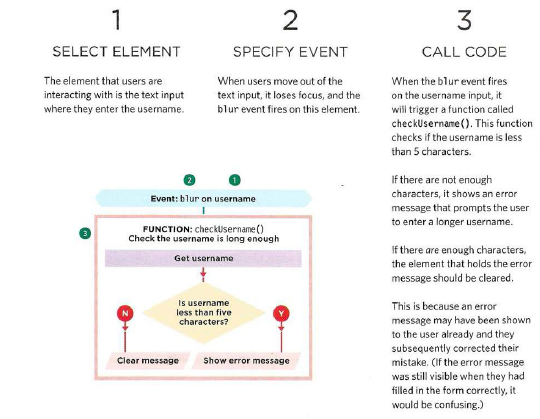 1
SELECT ELEMENT
The element that users are
interacting with is the text input
where they enter the username.
2
SPECIFY EVENT
When users move out of the
text input, it loses focus, and the
blur event fires on this element.
3
CALL CODE
When the blur event fires
on the username input, it
will trigger a function called
checkUsername(). This function
checks if the username is less
than 5 characters.
If there are not enough
characters, it shows an error
message that prompts the user
to enter a longer username.
If there are enough characters,
the element that holds the error
message should be cleared.
This is because an error
message may have been shown
to the user already and they
subsequently corrected their
mistake. (If the error message
was still visible when they had
filled in the form correctly, it
would be confusing.)
2 1
Event: blur on username
3
FUNCTION: checkUsername()
Check the username is long enough
Get username
Is username
less than five
characters?
N Y
Clear message Show error message